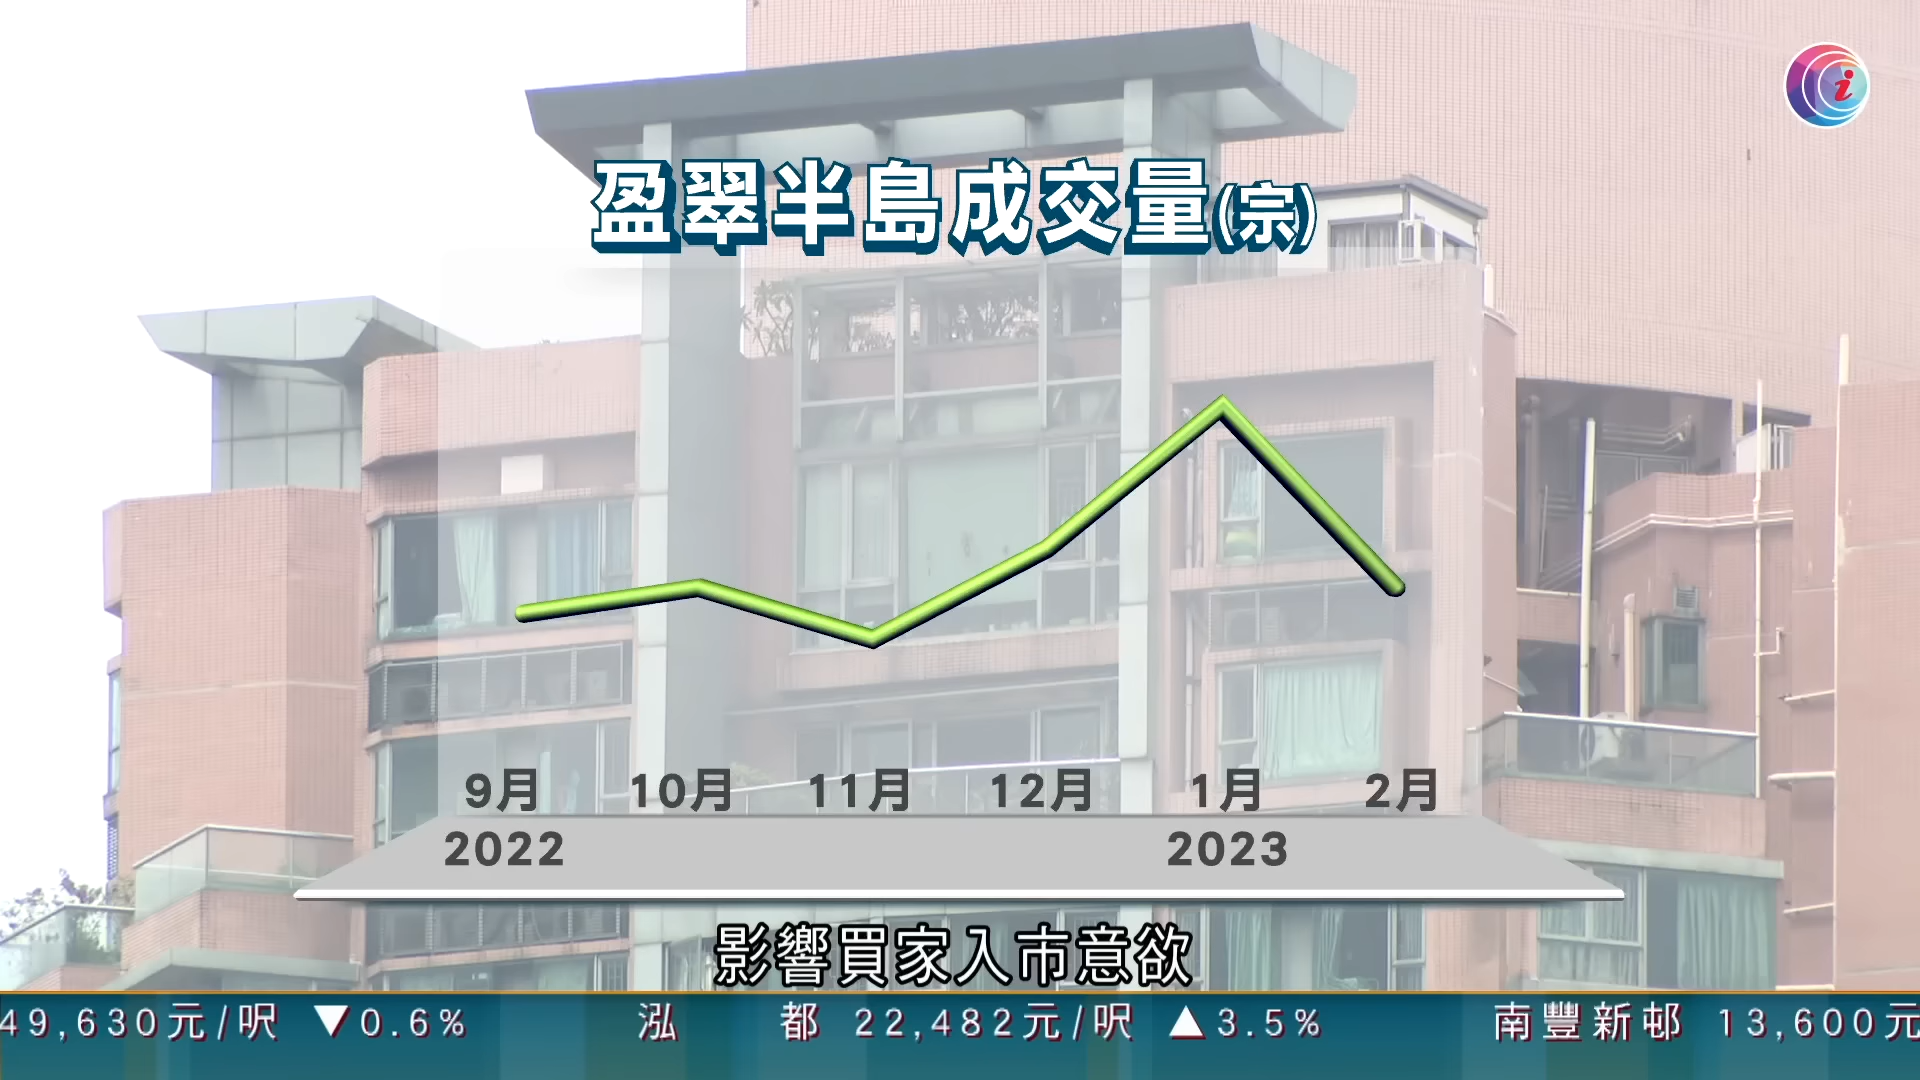 盈翠半島成交量(宗)
9月 10月 11月 12月 1月 2月
2022 2023
影響買家入市意欲
49,630元/呎 ▼0.6% 泓都 22,482元/呎 ▲3.5% 南豐新邨 13,600元
i